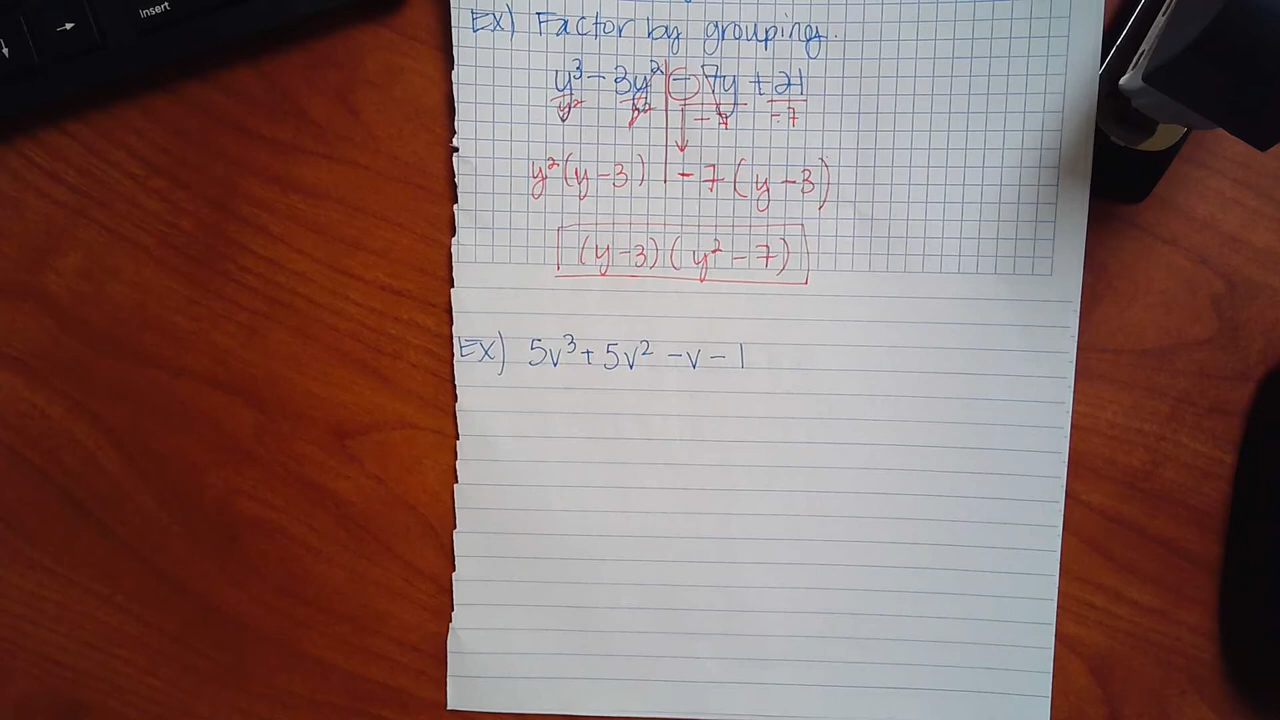 Insert
Ex) Factor by grouping.
y³ - 3y² - 7y + 21
y² y² -7 -7
y²(y-3) - 7(y-3)
(y-3)(y²-7)
Ex) 5v³ + 5v² - v - 1